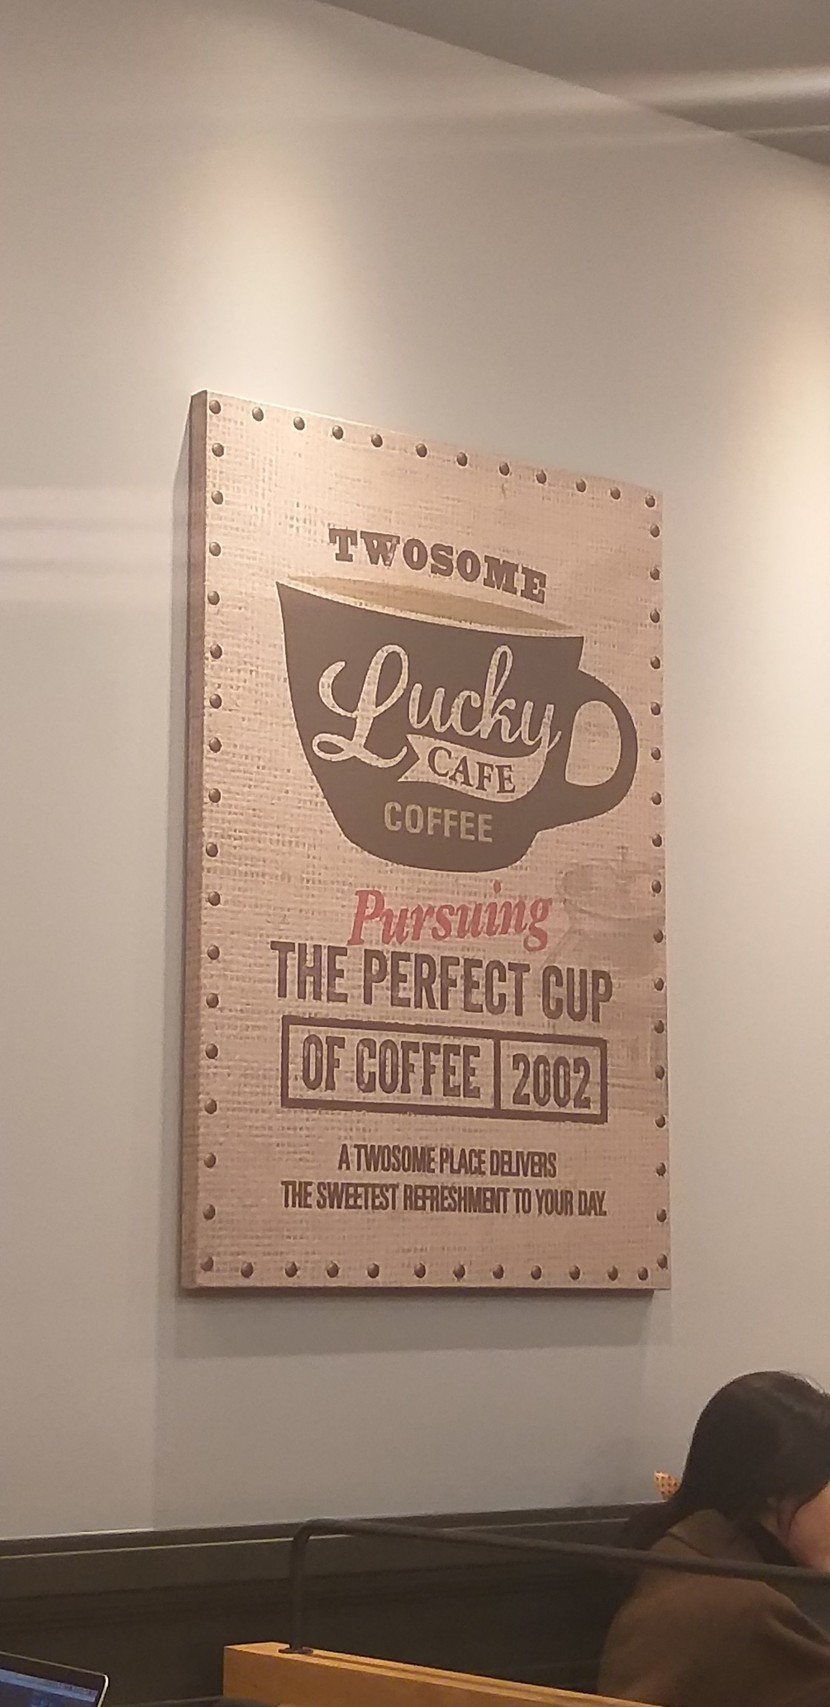 TWOSOME
Lucky
CAFE
COFFEE
Pursuing
THE PERFECT CUP
OF COFFEE 2002
A TWOSOME PLACE DELIVERS
THE SWEETEST REFRESHMENT TO YOUR DAY.